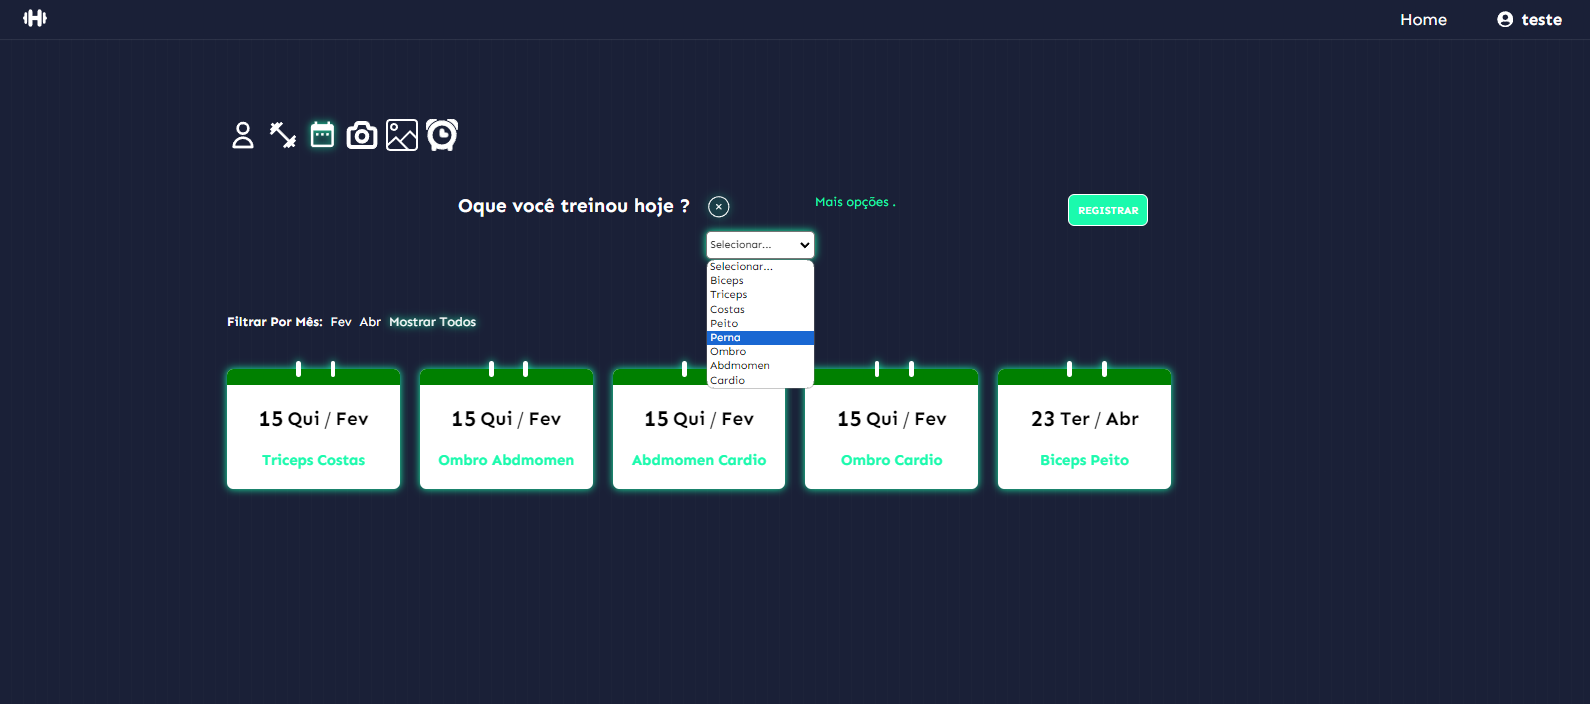 Home
teste
Oque você treinou hoje ?
Mais opções .
REGISTRAR
Selecionar...
Selecionar...
Biceps
Triceps
Costas
Peito
Perna
Ombro
Abdmomen
Cardio
Filtrar Por Mês: Fev Abr Mostrar Todos
15 Qui / Fev
Triceps Costas
15 Qui / Fev
Ombro Abdmomen
15 Qui / Fev
Abdmomen Cardio
15 Qui / Fev
Ombro Cardio
23 Ter / Abr
Biceps Peito